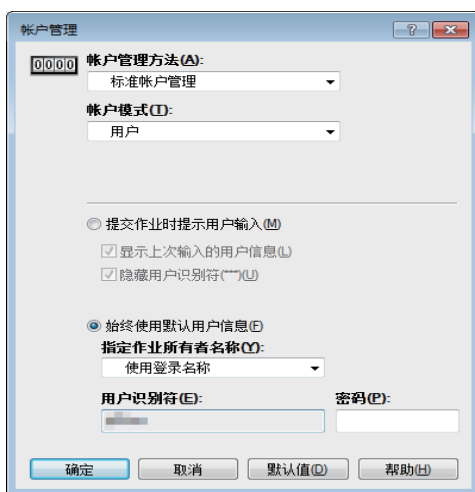 帐户管理
0000
帐户管理方法(A):
标准帐户管理
帐户模式(T):
用户
提交作业时提示用户输入(M)
显示上次输入的用户信息(L)
隐藏用户识别符(***)(U)
始终使用默认用户信息(F)
指定作业所有者名称(Y):
使用登录名称
用户识别符(E): 密码(P):
确定 取消 默认值(D) 帮助(H)